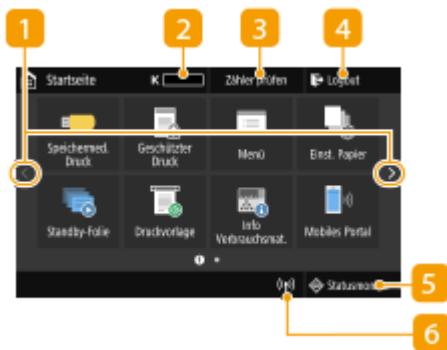 1 2 3 4
Startseite K Zähler prüfen Logout
Speichermed. Geschützter Menü Einst. Papier
Druck Druck
Standby-Folie Druckvorlage Info Mobiles Portal
Verbrauchsmat.
Statusmon
5
6